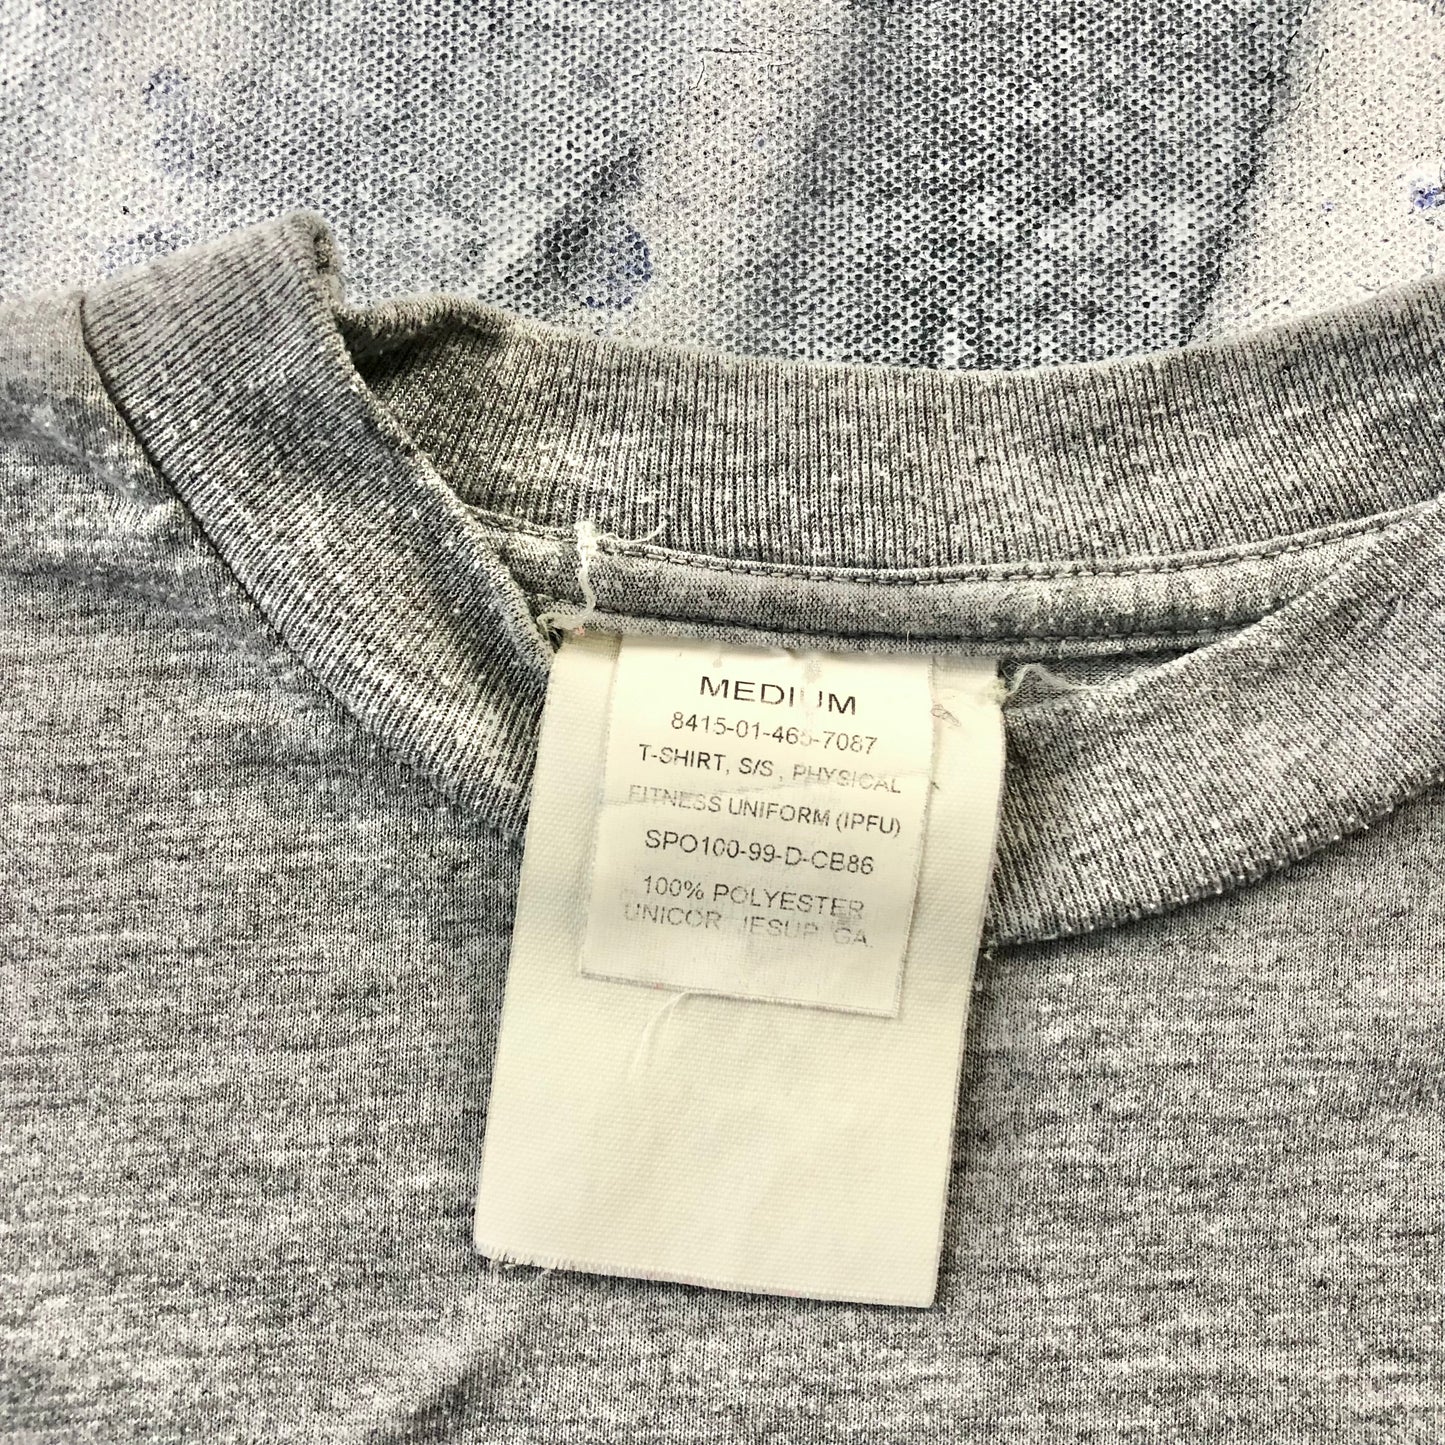 MEDIUM
8415-01-465-7087
T-SHIRT, S/S, PHYSICAL
FITNESS UNIFORM (IPFU)
SPO100-99-D-CB86
100% POLYESTER
UNICOR JESUP GA.